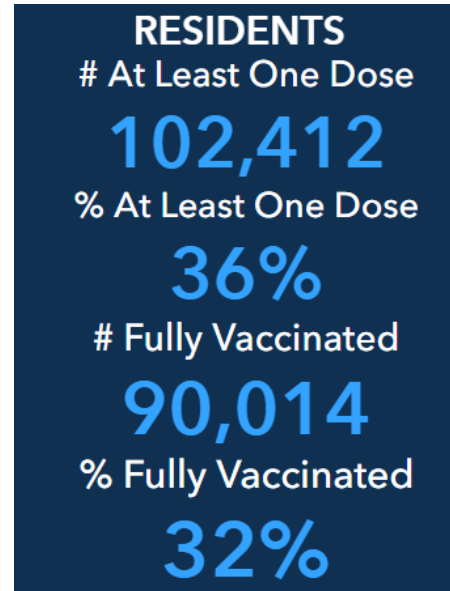 RESIDENTS
# At Least One Dose
102,412
% At Least One Dose
36%
# Fully Vaccinated
90,014
% Fully Vaccinated
32%